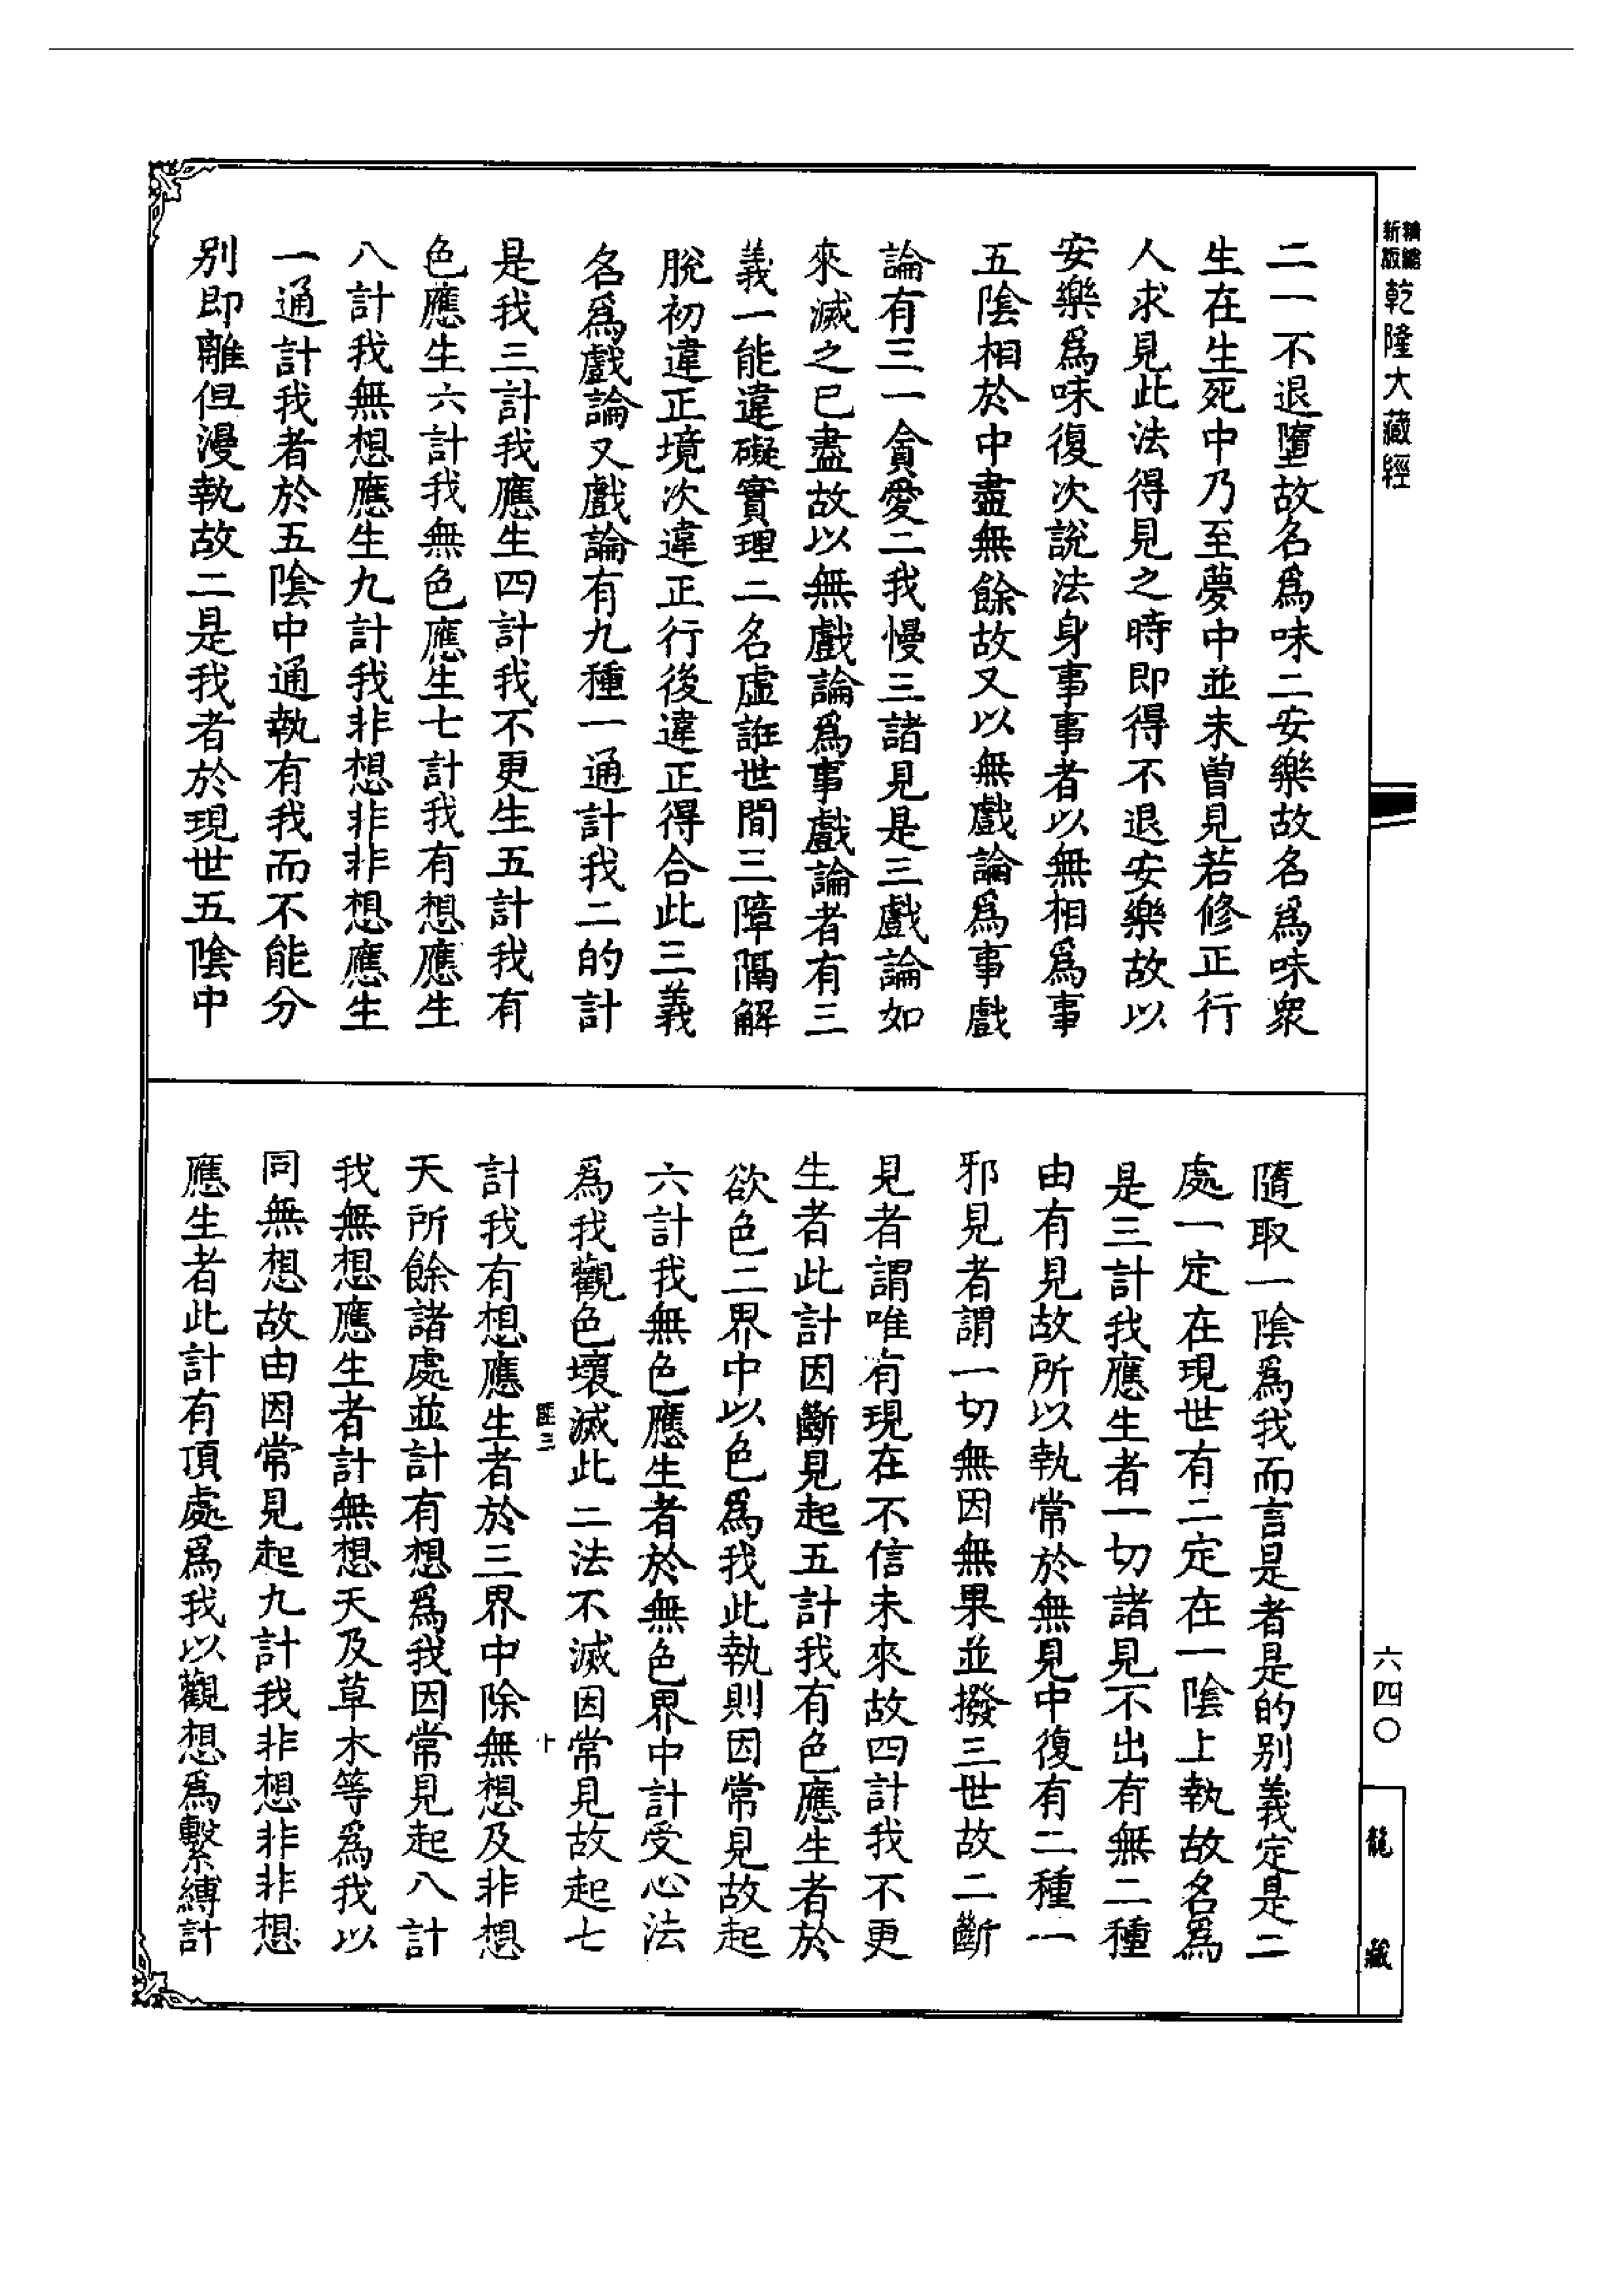 精縮新版乾隆大藏經
二一不退墮故名爲味二安樂故名爲味衆
生在生死中乃至夢中並未曾見若修正行
人求見此法得見之時即得不退安樂故以
安樂爲味復次說法身事事者以無相爲事
五陰相於中盡無餘故又以無戲論爲事戲
論有三一貪愛二我慢三諸見是三戲論如
來滅之已盡故以無戲論爲事戲論者有三
義一能違礙實理二名虛誑世間三障隔解
脫初違正境次違正行後違正得合此三義
名爲戲論又戲論有九種一通計我二的計
是我三計我應生四計我不更生五計我有
色應生六計我無色應生七計我有想應生
八計我無想應生九計我非想非非想應生
一通計我者於五陰中通執有我而不能分
別即離但漫執故二是我者於現世五陰中
隨取一陰爲我而言是者是的別義定是二
處一定在現世有二定在一陰上執故名爲
是三計我應生者一切諸見不出有無二種
由有見故所以執常於無見中復有二種一
邪見者謂一切無因無果並撥三世故二斷
見者謂唯有現在不信未來故四計我不更
生者此計因斷見起五計我有色應生者於
欲色二界中以色爲我此執則因常見故起
六計我無色應生者於無色界中計受心法
爲我觀色壞滅此二法不滅因常見故起七
計我有想應生者於三界中除無想及非想
天所餘諸處並計有想爲我因常見起八計
我無想應生者計無想天及草木等爲我以
同無想故由因常見起九計我非想非非想
應生者此計有頂處爲我以觀想爲繫縛計
三
十
六四〇
龍藏